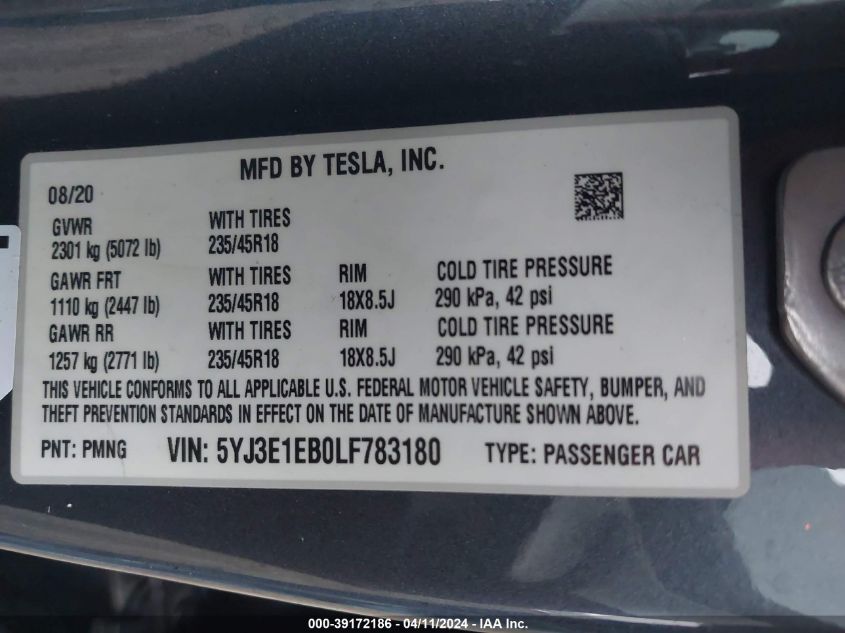 MFD BY TESLA, INC.
08/20
GVWR WITH TIRES
2301 kg (5072 lb) 235/45R18
GAWR FRT WITH TIRES RIM COLD TIRE PRESSURE
1110 kg (2447 lb) 235/45R18 18X8.5J 290 kPa, 42 psi
GAWR RR WITH TIRES RIM COLD TIRE PRESSURE
1257 kg (2771 lb) 235/45R18 18X8.5J 290 kPa, 42 psi
THIS VEHICLE CONFORMS TO ALL APPLICABLE U.S. FEDERAL MOTOR VEHICLE SAFETY, BUMPER, AND
THEFT PREVENTION STANDARDS IN EFFECT ON THE DATE OF MANUFACTURE SHOWN ABOVE.
PNT: PMNG VIN: 5YJ3E1EB0LF783180 TYPE: PASSENGER CAR
000-39172186 - 04/11/2024 - IAA Inc.